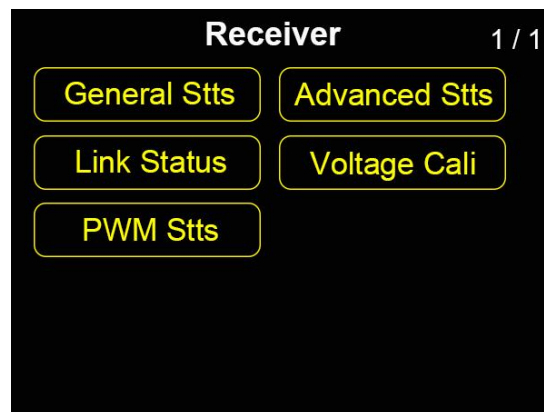 Receiver 1 / 1
General Stts Advanced Stts
Link Status Voltage Cali
PWM Stts